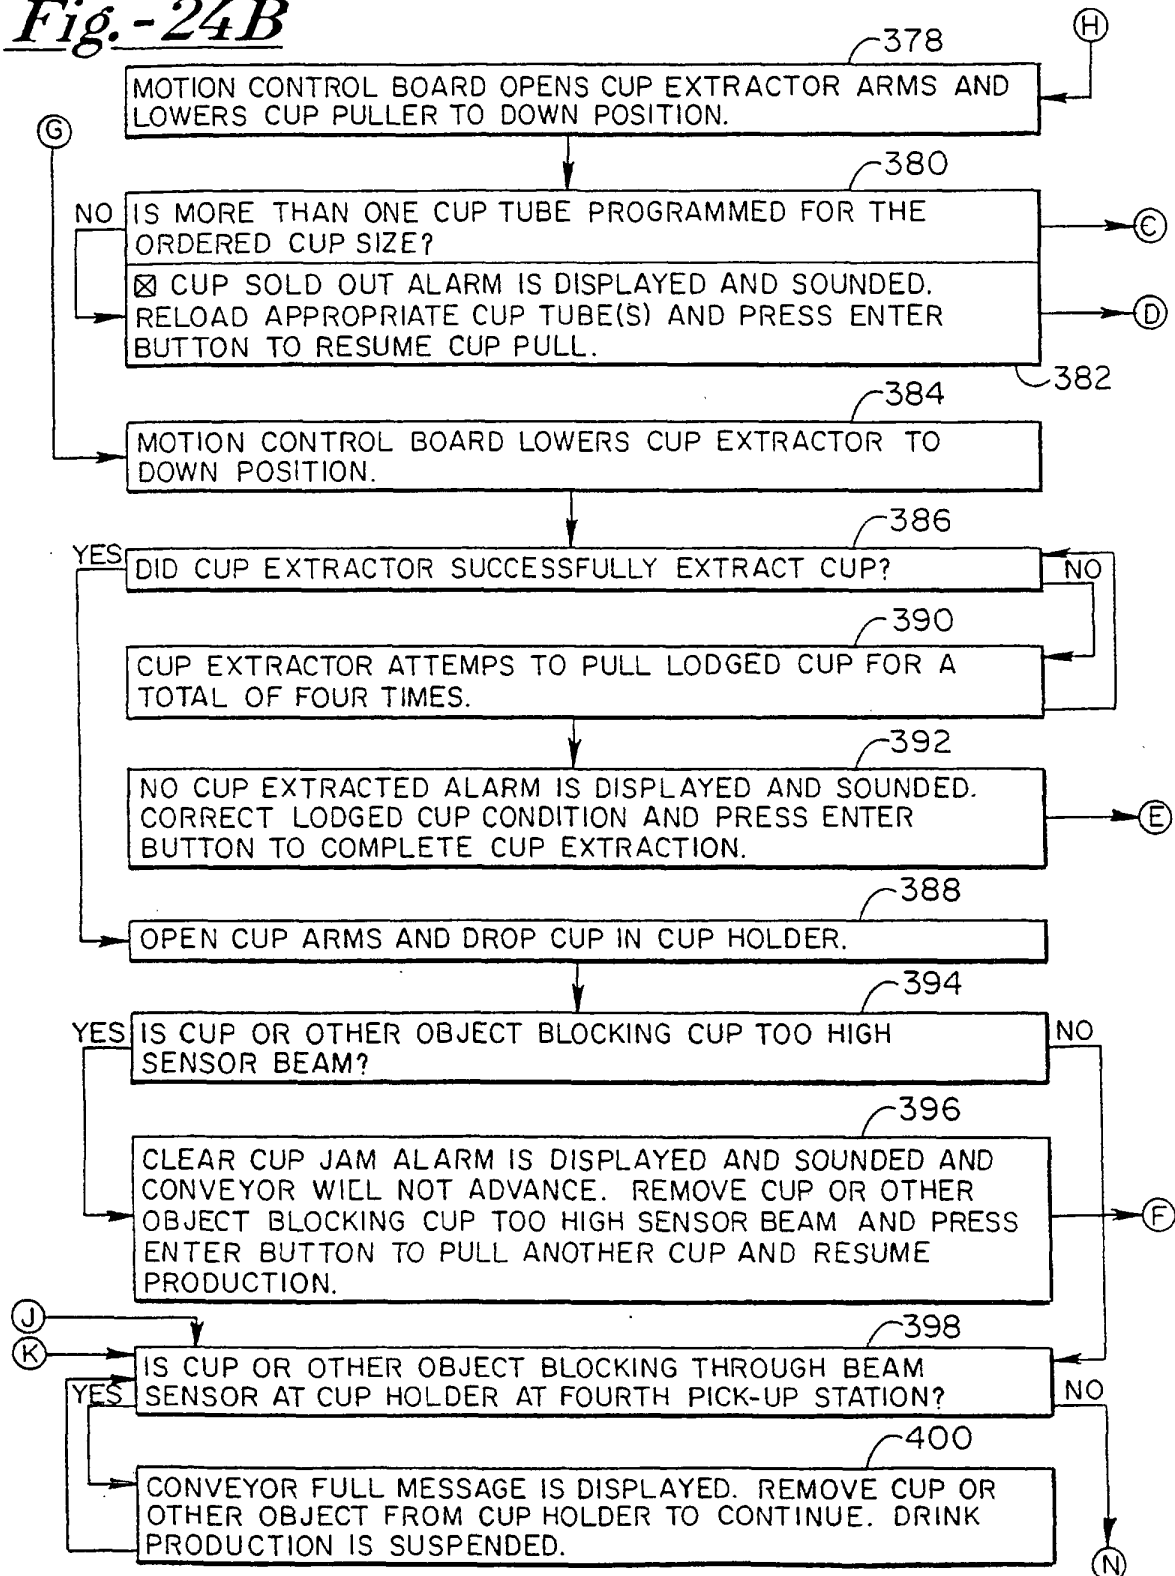 Fig.-24B
H
378
MOTION CONTROL BOARD OPENS CUP EXTRACTOR ARMS AND
LOWERS CUP PULLER TO DOWN POSITION.
G
380
NO
IS MORE THAN ONE CUP TUBE PROGRAMMED FOR THE
ORDERED CUP SIZE?
C
☒ CUP SOLD OUT ALARM IS DISPLAYED AND SOUNDED.
RELOAD APPROPRIATE CUP TUBE(S) AND PRESS ENTER
BUTTON TO RESUME CUP PULL.
D
382
384
MOTION CONTROL BOARD LOWERS CUP EXTRACTOR TO
DOWN POSITION.
386
YES
DID CUP EXTRACTOR SUCCESSFULLY EXTRACT CUP?
NO
390
CUP EXTRACTOR ATTEMPS TO PULL LODGED CUP FOR A
TOTAL OF FOUR TIMES.
392
NO CUP EXTRACTED ALARM IS DISPLAYED AND SOUNDED.
CORRECT LODGED CUP CONDITION AND PRESS ENTER
BUTTON TO COMPLETE CUP EXTRACTION.
E
388
OPEN CUP ARMS AND DROP CUP IN CUP HOLDER.
394
YES
IS CUP OR OTHER OBJECT BLOCKING CUP TOO HIGH
SENSOR BEAM?
NO
396
CLEAR CUP JAM ALARM IS DISPLAYED AND SOUNDED AND
CONVEYOR WILL NOT ADVANCE. REMOVE CUP OR OTHER
OBJECT BLOCKING CUP TOO HIGH SENSOR BEAM AND PRESS
ENTER BUTTON TO PULL ANOTHER CUP AND RESUME
PRODUCTION.
F
J
K
398
IS CUP OR OTHER OBJECT BLOCKING THROUGH BEAM
SENSOR AT CUP HOLDER AT FOURTH PICK-UP STATION?
YES
NO
400
CONVEYOR FULL MESSAGE IS DISPLAYED. REMOVE CUP OR
OTHER OBJECT FROM CUP HOLDER TO CONTINUE. DRINK
PRODUCTION IS SUSPENDED.
N